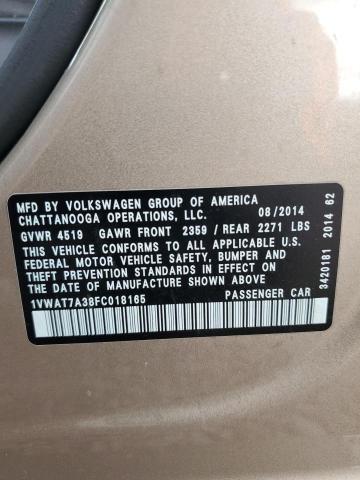 MFD BY VOLKSWAGEN GROUP OF AMERICA
CHATTANOOGA OPERATIONS, LLC. 08/2014
GVWR 4519 GAWR FRONT 2359 / REAR 2271 LBS
THIS VEHICLE CONFORMS TO ALL APPLICABLE U.S.
FEDERAL MOTOR VEHICLE SAFETY, BUMPER AND
THEFT PREVENTION STANDARDS IN EFFECT ON THE
DATE OF MANUFACTURE SHOWN ABOVE
1VWAT7A38FC018165 PASSENGER CAR
3420181 2014 62